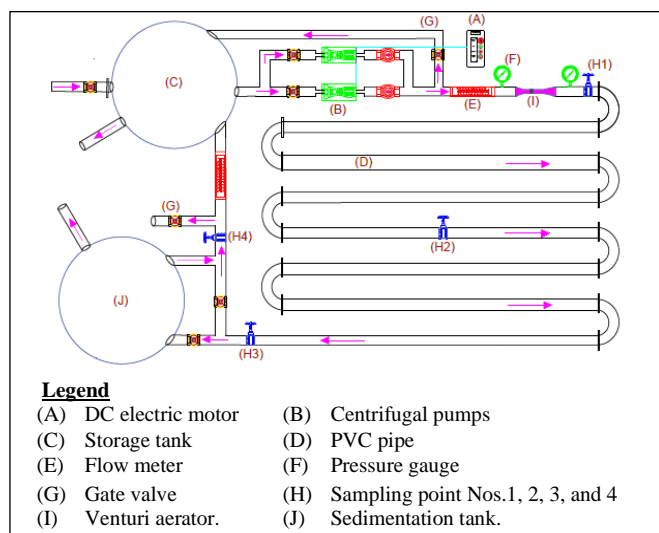 (G)
(A)
(F)
(H1)
(C)
(B)
(E)
(I)
(D)
(G)
(H4)
(H2)
(J)
(H3)
Legend
(A) DC electric motor (B) Centrifugal pumps
(C) Storage tank (D) PVC pipe
(E) Flow meter (F) Pressure gauge
(G) Gate valve (H) Sampling point Nos.1, 2, 3, and 4
(I) Venturi aerator. (J) Sedimentation tank.